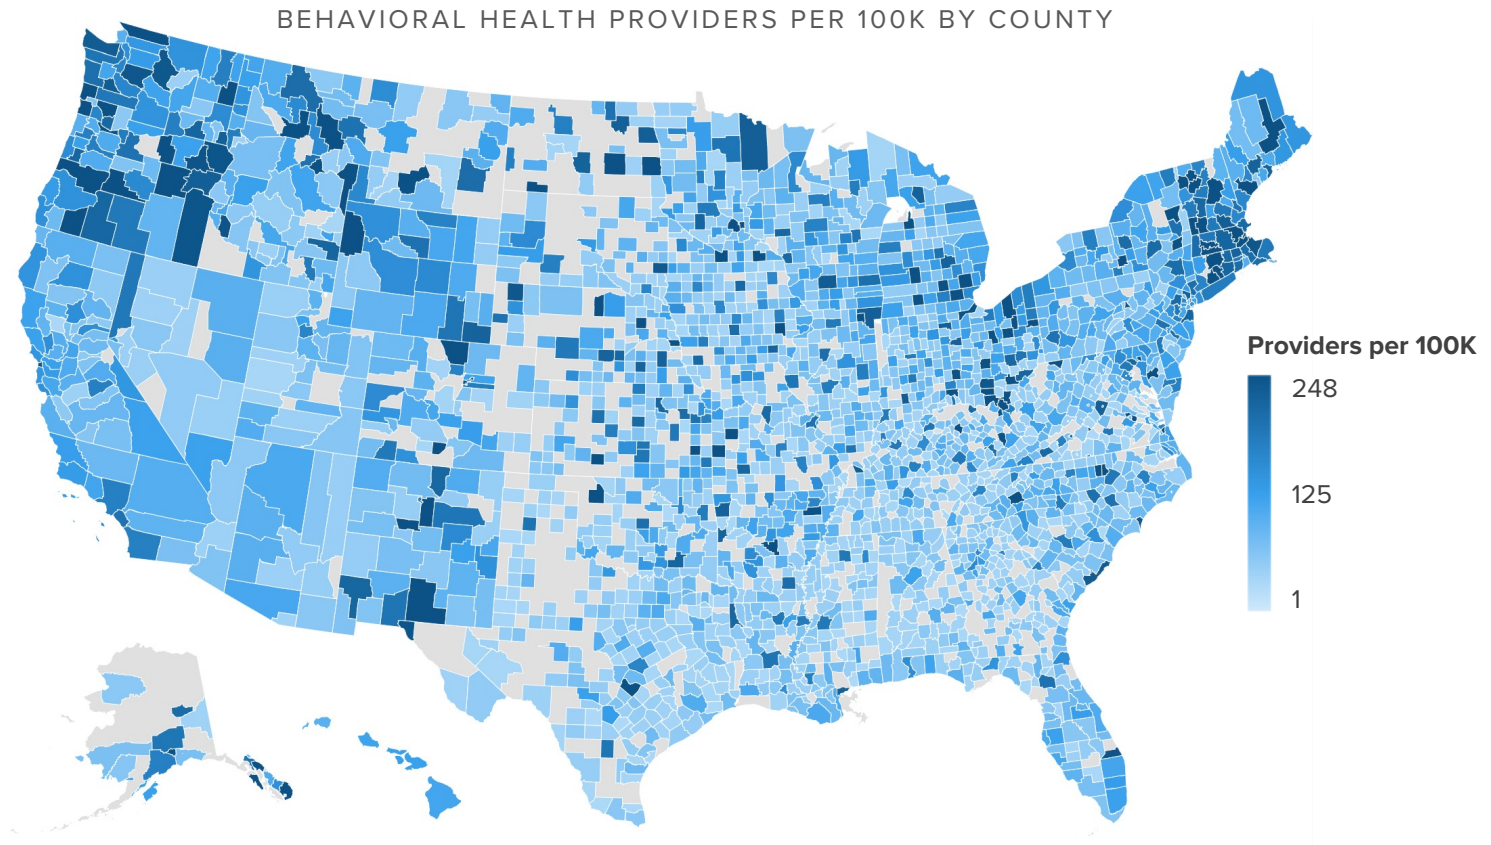 BEHAVIORAL HEALTH PROVIDERS PER 100K BY COUNTY
Providers per 100K
248
125
1